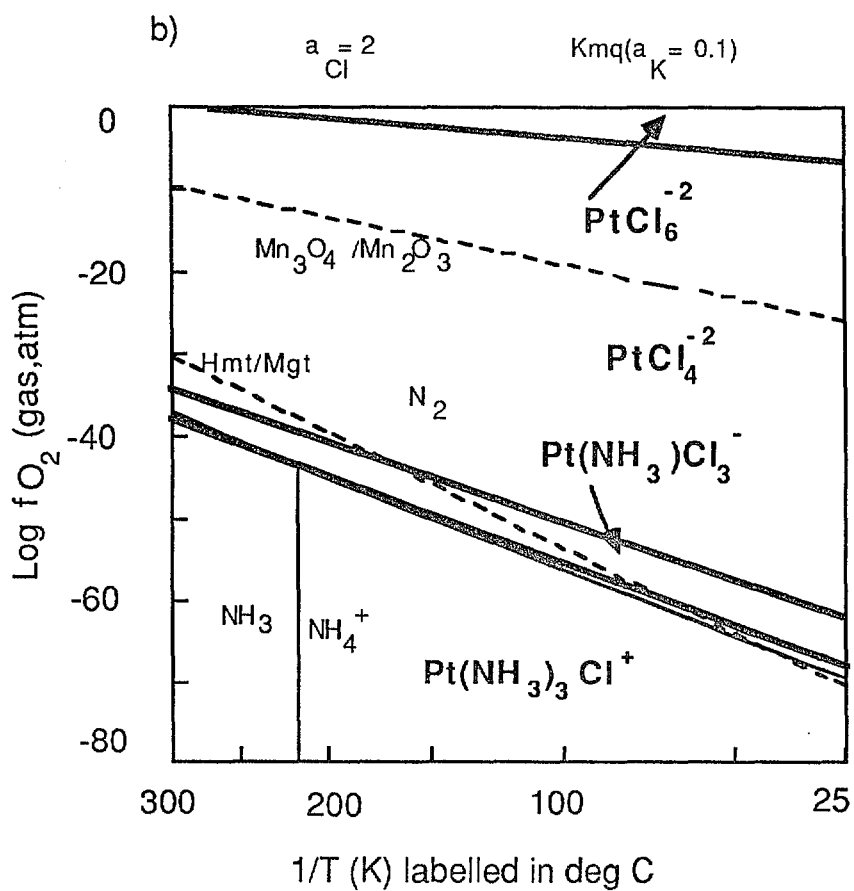 b)
a Cl = 2
Kmq(a K = 0.1)
0
-20
-40
-60
-80
Log fO2 (gas,atm)
PtCl6-2
Mn3O4 /Mn2O3
PtCl4-2
Hmt/Mgt
N2
Pt(NH3)Cl3-
NH3
NH4+
Pt(NH3)3 Cl+
300
200
100
25
1/T (K) labelled in deg C